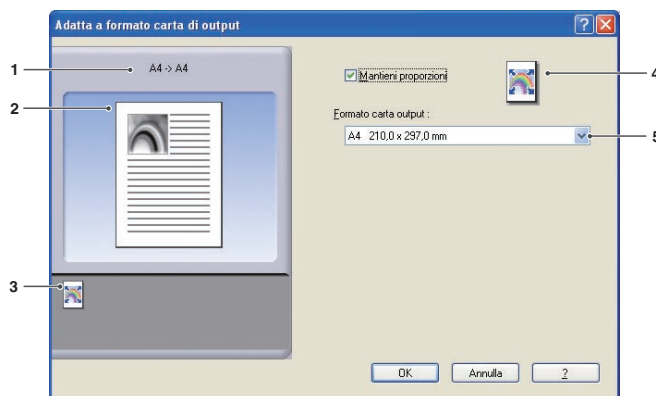 Adatta a formato carta di output
1
A4 -> A4
Mantieni proporzioni
4
2
Formato carta output :
A4 210,0 x 297,0 mm
5
3
OK
Annulla
?